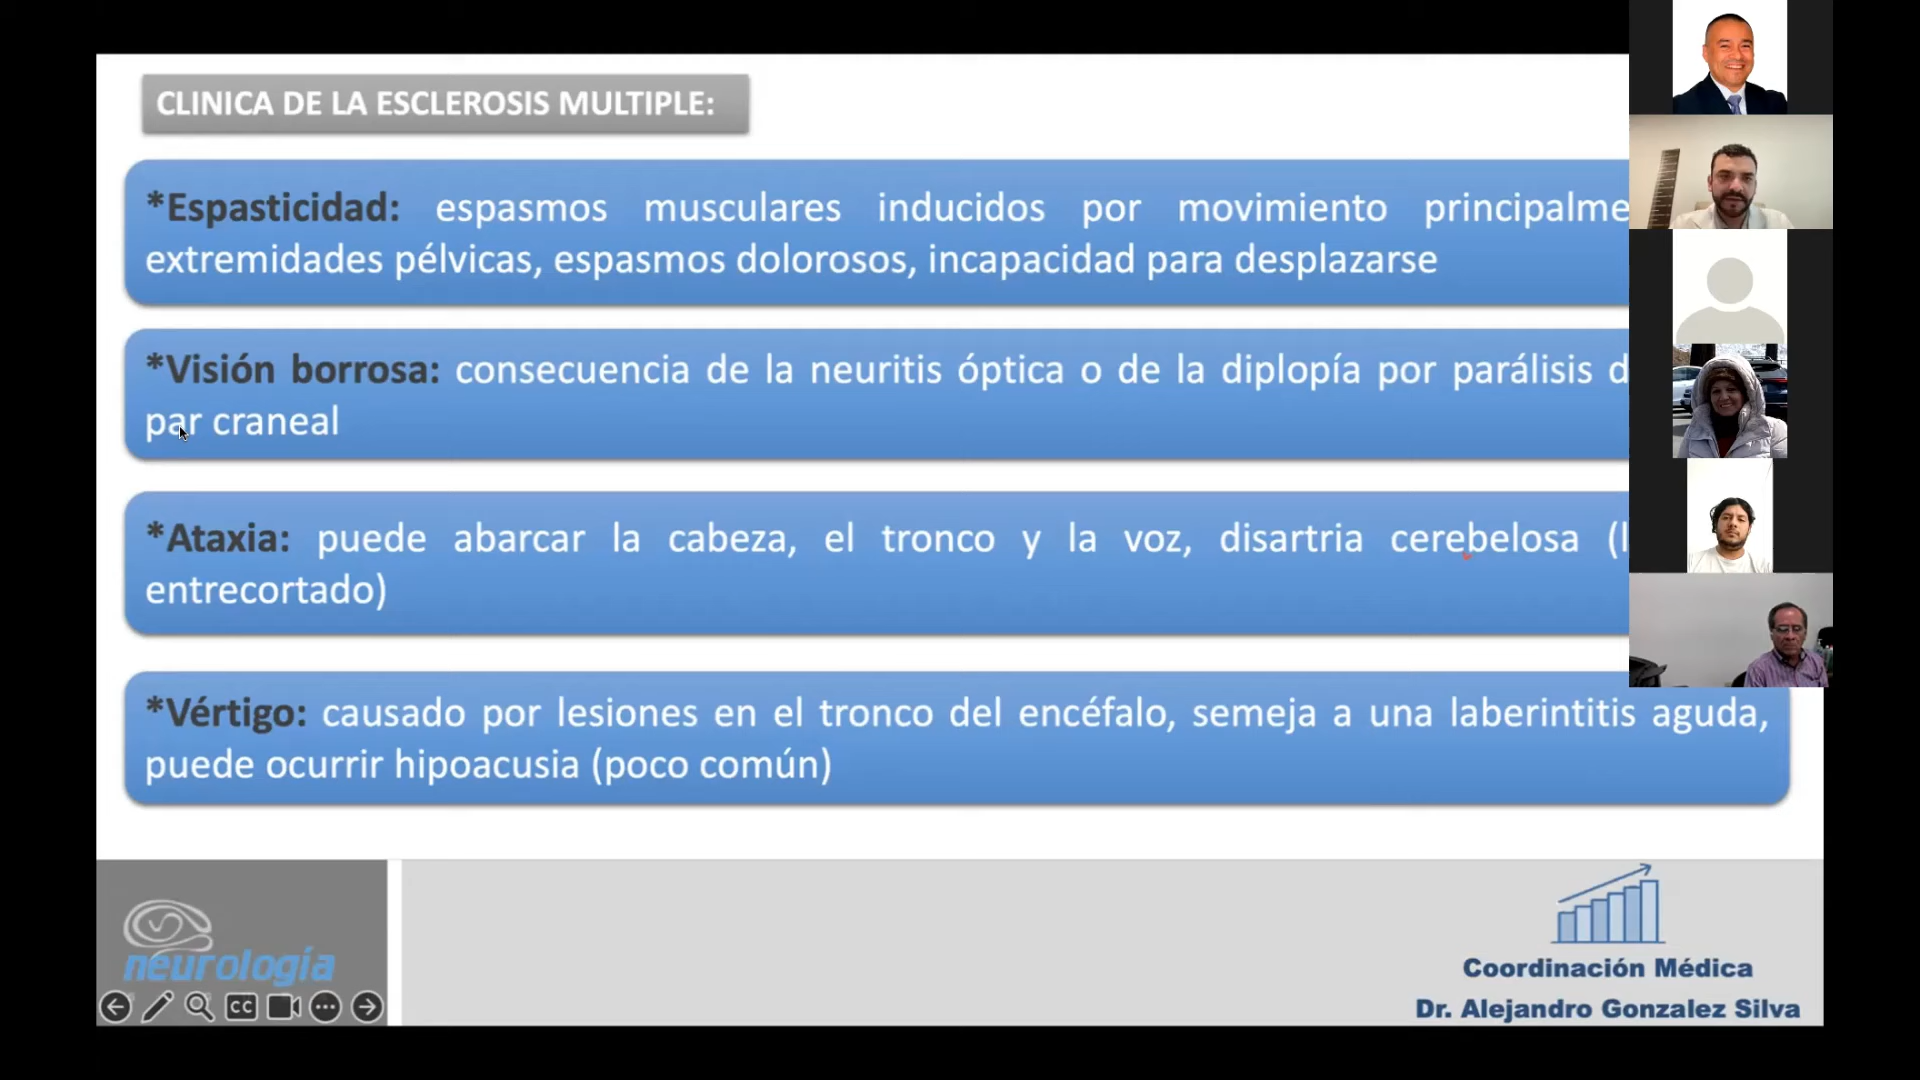 CLINICA DE LA ESCLEROSIS MULTIPLE:
*Espasticidad: espasmos musculares inducidos por movimiento
extremidades pélvicas, espasmos dolorosos, incapacidad para desplazarse
*Visión borrosa: consecuencia de la neuritis óptica o de la diplopía por parálisis
par craneal
*Ataxia: puede abarcar la cabeza, el tronco y la voz, disartria cerebelosa
entrecortado)
*Vértigo: causado por lesiones en el tronco del encéfalo, semeja a una laberintitis aguda,
puede ocurrir hipoacusia (poco común)
neurología
CC
Coordinación Médica
Dr. Alejandro Gonzalez Silva